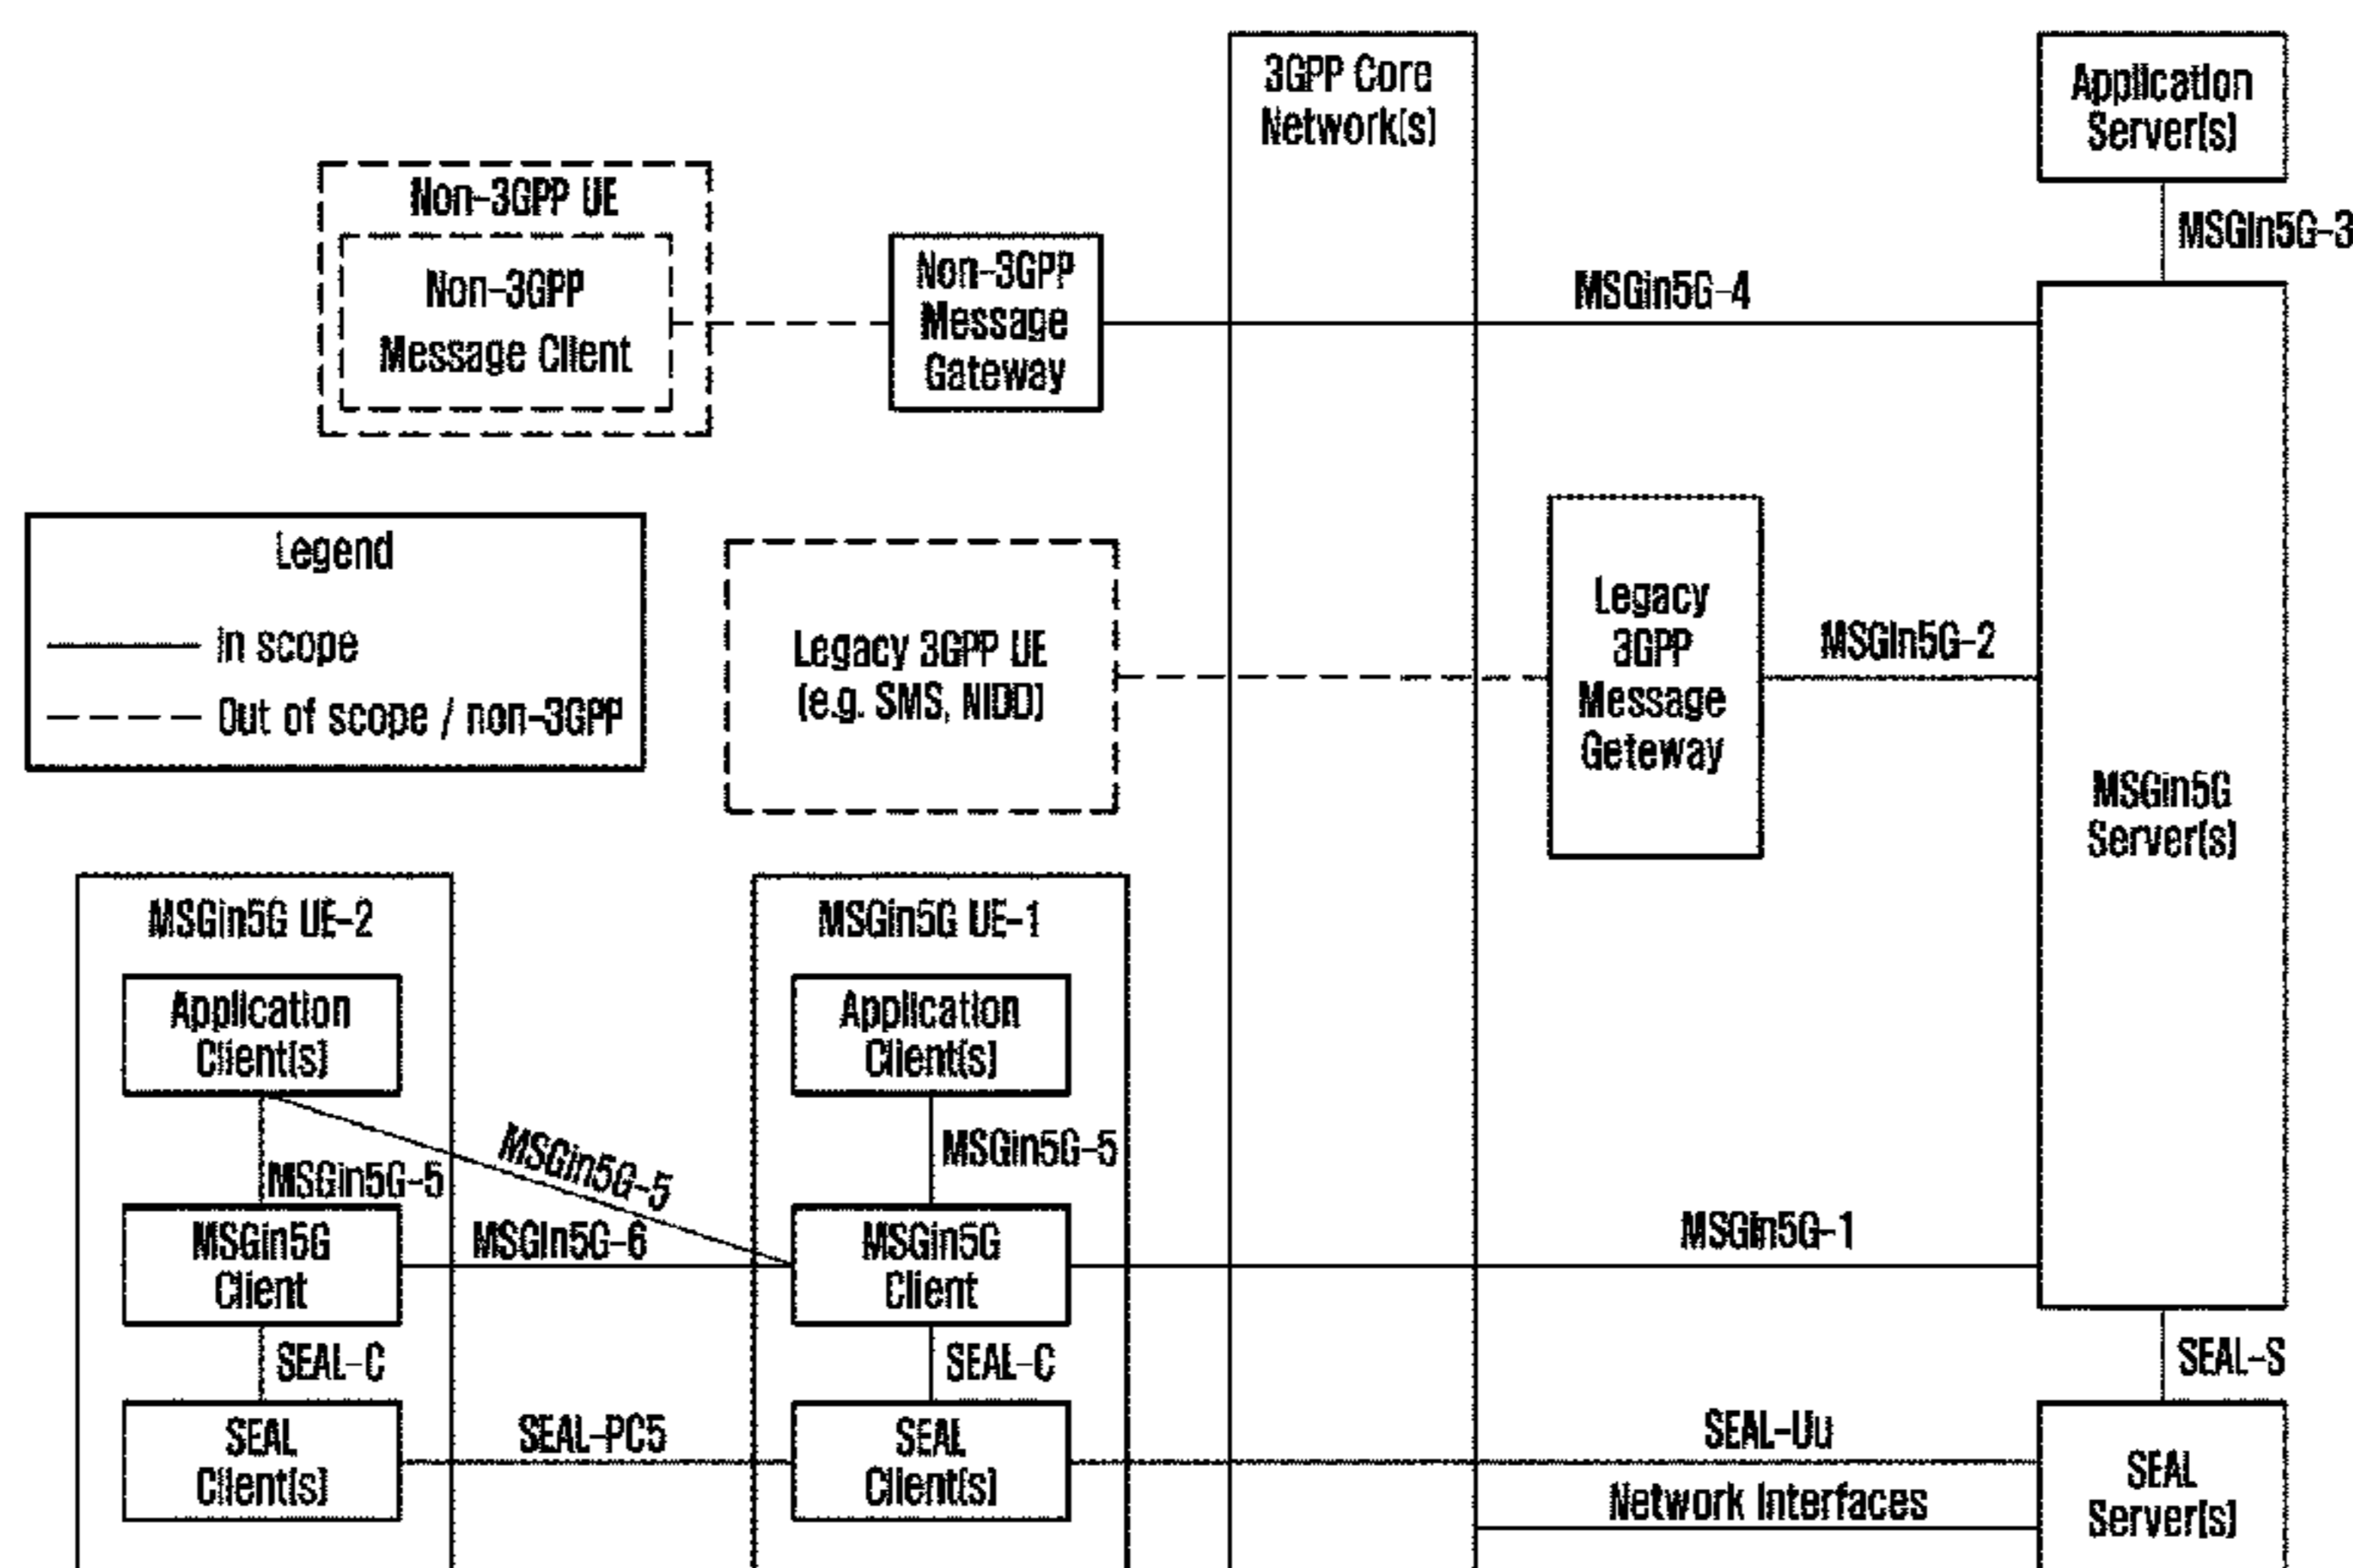 3GPP Core
Network(s)
Application
Server(s)
MSGin5G-3
Non-3GPP UE
Non-3GPP
Message Client
Non-3GPP
Message
Gateway
MSGin5G-4
Legend
In scope
Out of scope / non-3GPP
Legacy 3GPP UE
(e.g. SMS, NIDD)
Legacy
3GPP
Message
Geteway
MSGin5G-2
MSGin5G
Server(s)
MSGin5G UE-2
Application
Client(s)
MSGin5G-5
MSGin5G-5
MSGin5G
Client
MSGin5G-6
SEAL-C
SEAL
Client(s)
SEAL-PC5
MSGin5G UE-1
Application
Client(s)
MSGin5G-5
MSGin5G
Client
MSGin5G-1
SEAL-C
SEAL
Client(s)
SEAL-S
SEAL-Uu
Network Interfaces
SEAL
Server(s)